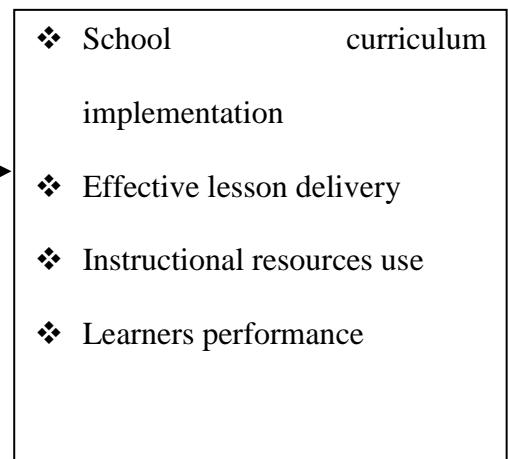 ❖ School curriculum
implementation
❖ Effective lesson delivery
❖ Instructional resources use
❖ Learners performance